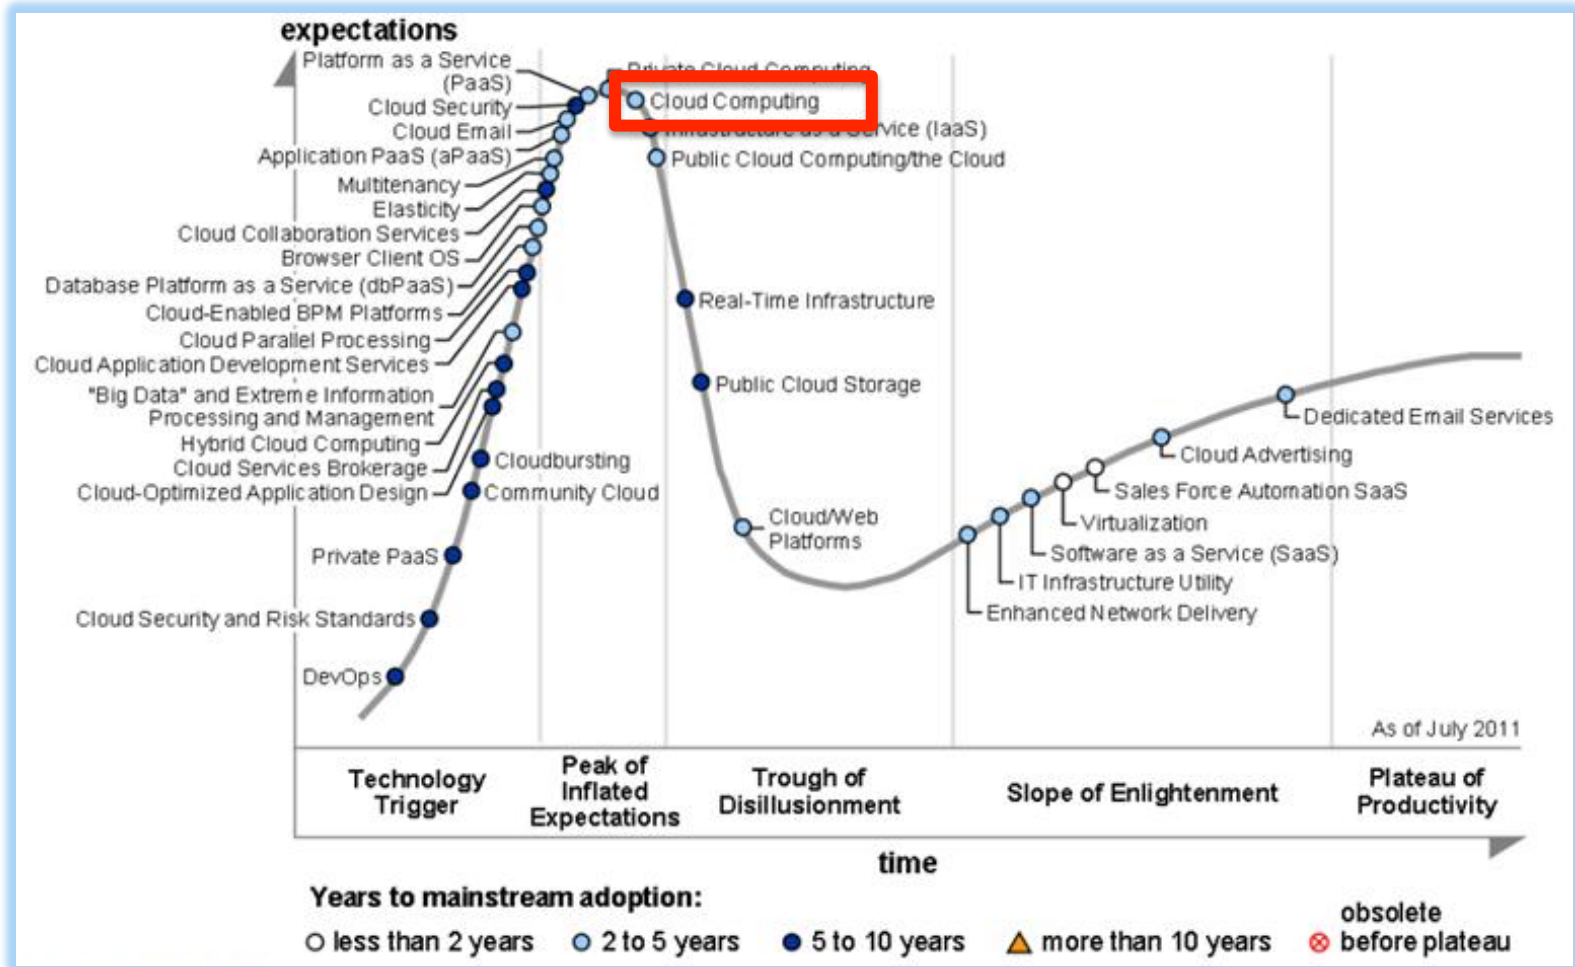 expectations
Platform as a Service
(PaaS)
Cloud Security
Cloud Email
Application PaaS (aPaaS)
Multitenancy
Elasticity
Cloud Collaboration Services
Browser Client OS
Database Platform as a Service (dbPaaS)
Cloud-Enabled BPM Platforms
Cloud Parallel Processing
Cloud Application Development Services
"Big Data" and Extreme Information
Processing and Management
Hybrid Cloud Computing
Cloud Services Brokerage
Cloud-Optimized Application Design
Cloudbursting
Community Cloud
Private PaaS
Cloud Security and Risk Standards
DevOps
Private Cloud Computing
Cloud Computing
Infrastructure as a Service (IaaS)
Public Cloud Computing/the Cloud
Real-Time Infrastructure
Public Cloud Storage
Cloud/Web
Platforms
Dedicated Email Services
Cloud Advertising
Sales Force Automation SaaS
Virtualization
Software as a Service (SaaS)
IT Infrastructure Utility
Enhanced Network Delivery
As of July 2011
Technology
Trigger
Peak of
Inflated
Expectations
Trough of
Disillusionment
Slope of Enlightenment
Plateau of
Productivity
time
Years to mainstream adoption:
less than 2 years
2 to 5 years
5 to 10 years
more than 10 years
obsolete
before plateau